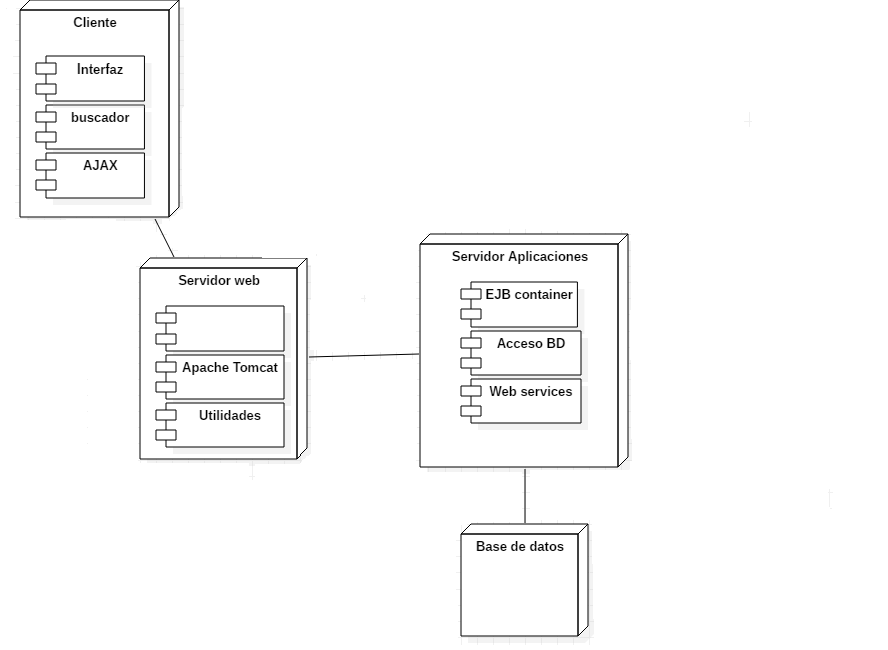 Cliente
Interfaz
buscador
AJAX
Servidor web
Apache Tomcat
Utilidades
Servidor Aplicaciones
EJB container
Acceso BD
Web services
Base de datos